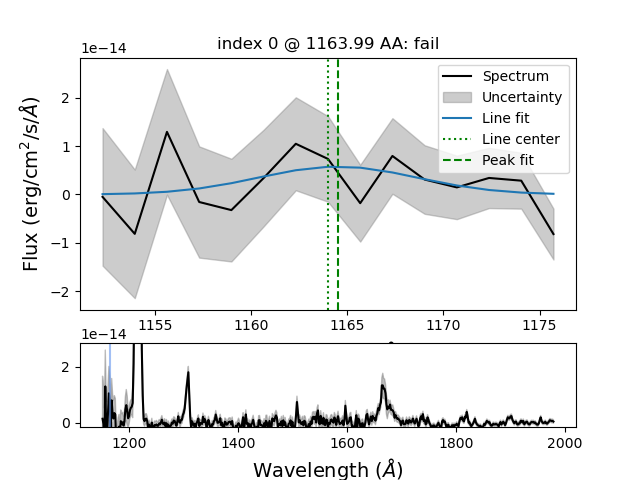 index 0 @ 1163.99 AA: fail
1e−14
Flux (erg/cm²/s/Å)
2
1
0
−1
−2
Spectrum
Uncertainty
Line fit
Line center
Peak fit
1155
1160
1165
1170
1175
1e−14
2
0
1200
1400
1600
1800
2000
Wavelength (Å)